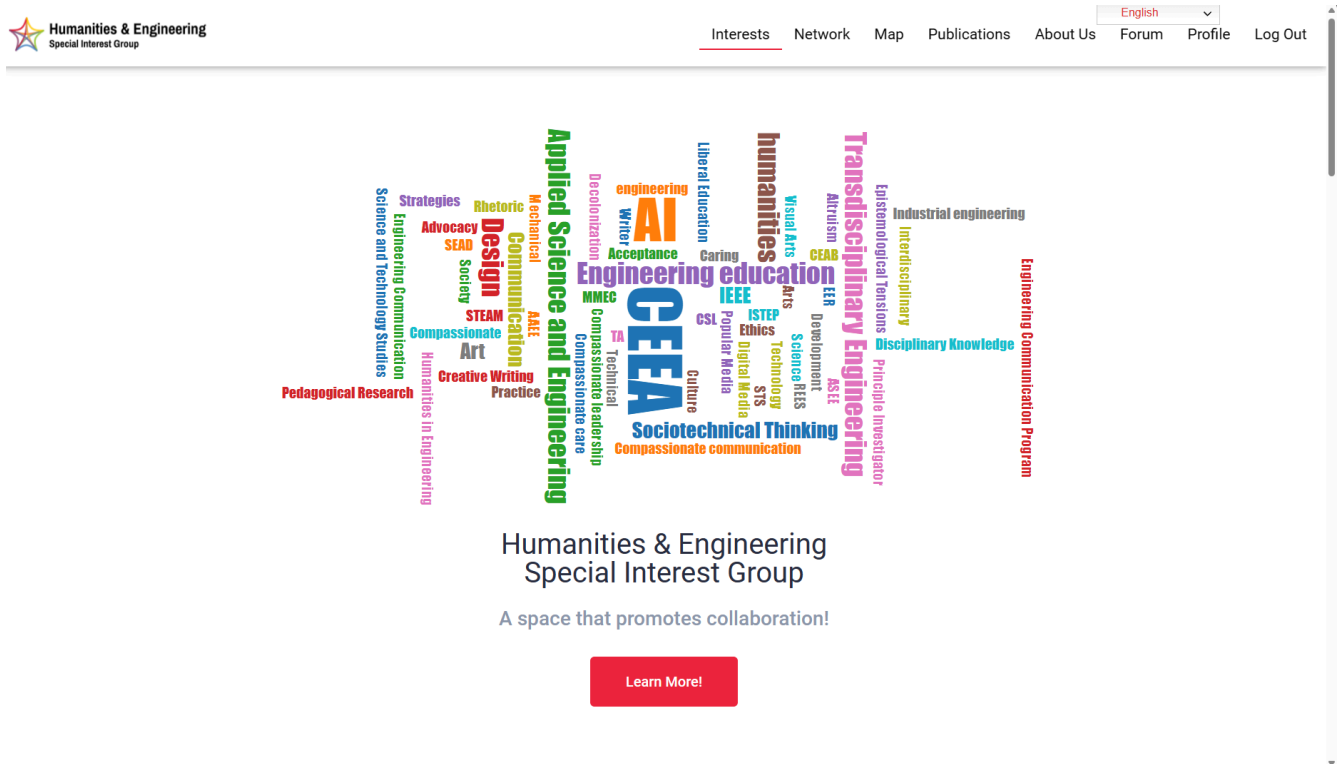 Humanities & Engineering
Special Interest Group
English
Interests
Network
Map
Publications
About Us
Forum
Profile
Log Out
Science and Technology Studies
Engineering Communication
Strategies
Rhetoric
Mechanical
Advocacy
SEAD
Design
Communication
Society
STEAM
AAEE
Compassionate
Art
Creative Writing
Practice
Pedagogical Research
Humanities in Engineering
Applied Science and Engineering
Decolonization
engineering
Writer
AI
Acceptance
Liberal Education
Caring
humanities
Visual Arts
Altruism
CEAB
Transdisciplinary Engineering
Epistemological Tensions
Industrial engineering
Interdisciplinary
Engineering education
MMEC
IEEE
Arts
EER
CEEA
CSL
Popular Media
ISTEP
Ethics
Development
TA
Technical
Compassionate leadership
Compassionate care
Culture
Digital Media
STS
Technology
Science
REES
ASEE
Disciplinary Knowledge
Principle Investigator
Engineering Communication Program
Sociotechnical Thinking
Compassionate communication
Humanities & Engineering
Special Interest Group
A space that promotes collaboration!
Learn More!